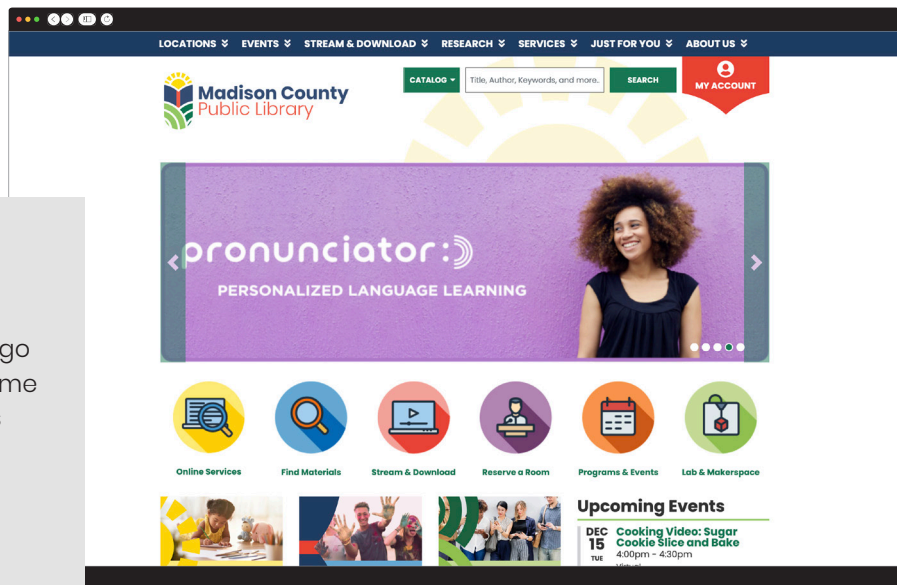 LOCATIONS EVENTS STREAM & DOWNLOAD RESEARCH SERVICES JUST FOR YOU ABOUT US
CATALOG
Title, Author, Keywords, and more..
SEARCH
MY ACCOUNT
Madison County
Public Library
pronunciator:)
PERSONALIZED LANGUAGE LEARNING
go
me
Online Services
Find Materials
Stream & Download
Reserve a Room
Programs & Events
Lab & Makerspace
Upcoming Events
DEC
15
TUE
Cooking Video: Sugar
Cookie Slice and Bake
4:00pm - 4:30pm
Virtual